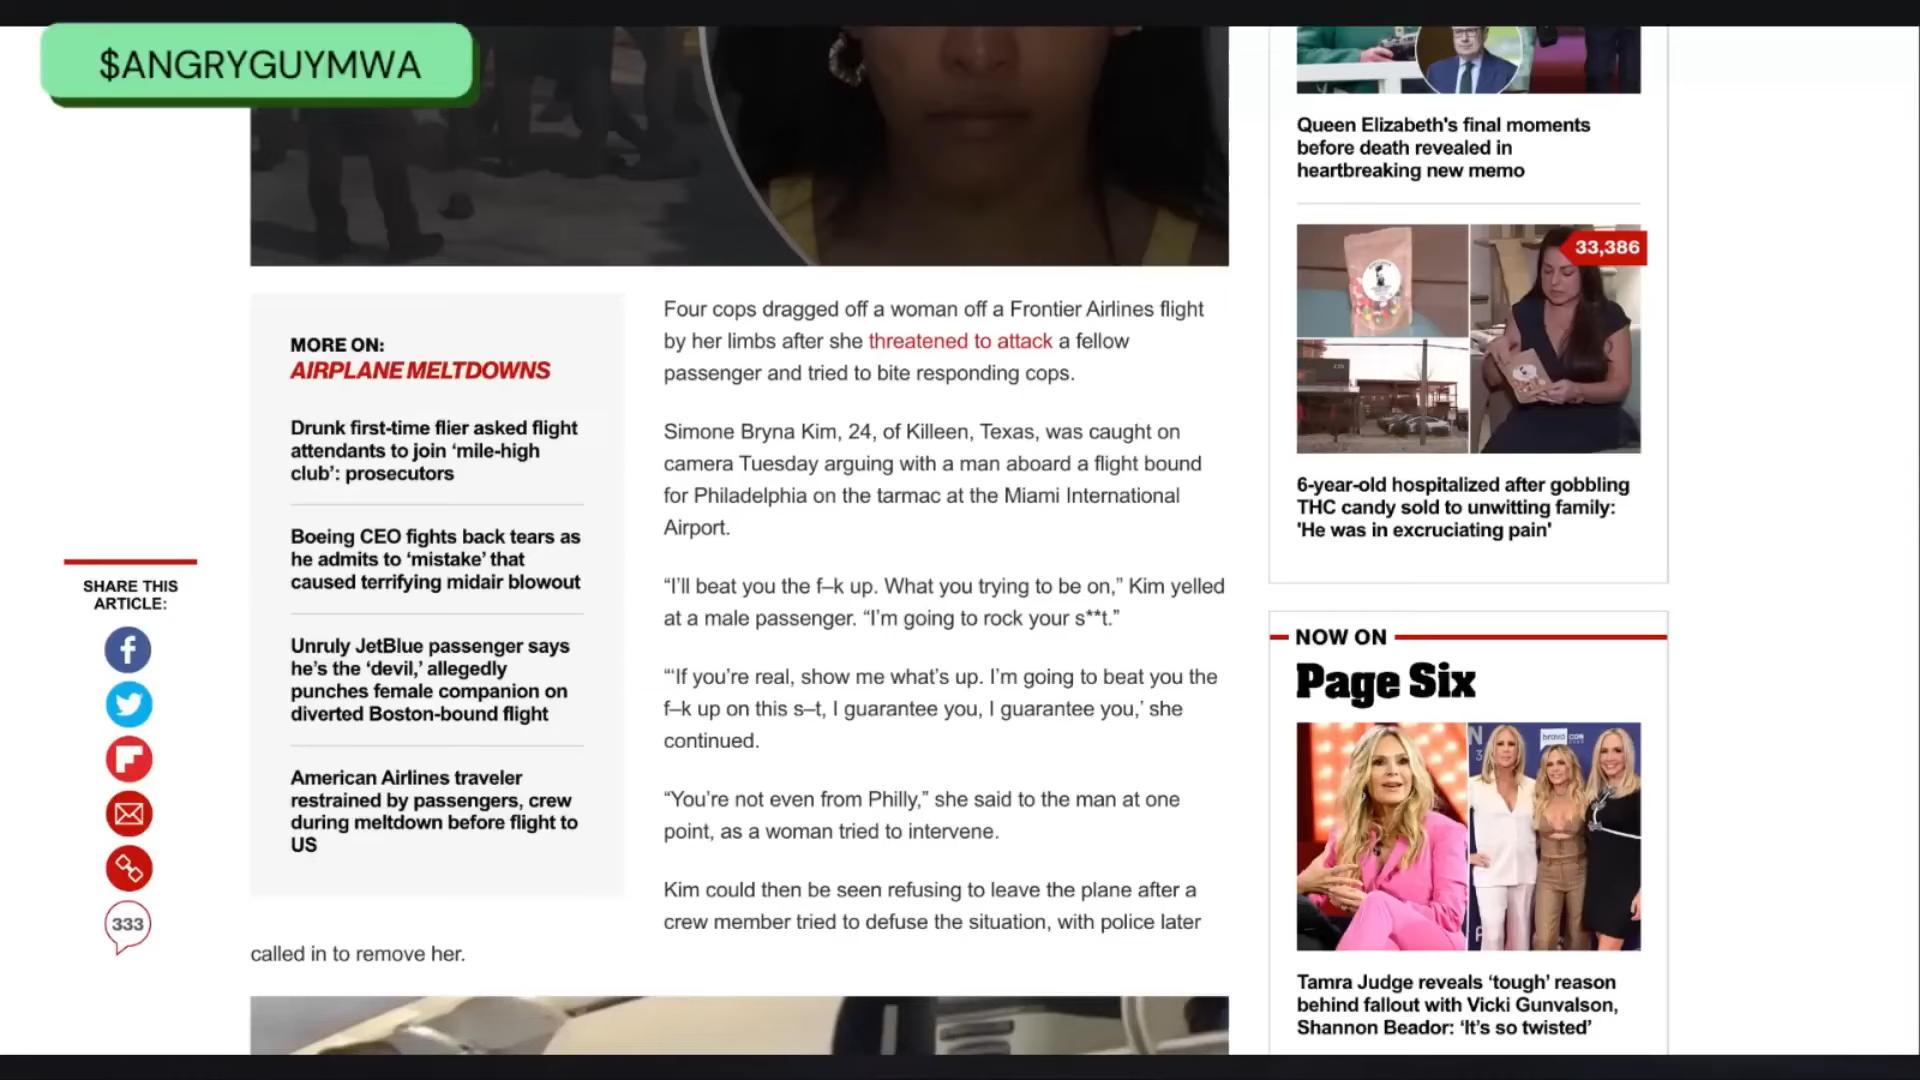 $ANGRYGUYMWA
MORE ON:
AIRPLANE MELTDOWNS
Drunk first-time flier asked flight
attendants to join ‘mile-high
club’: prosecutors
Boeing CEO fights back tears as
he admits to ‘mistake’ that
caused terrifying midair blowout
Unruly JetBlue passenger says
he’s the ‘devil,’ allegedly
punches female companion on
diverted Boston-bound flight
American Airlines traveler
restrained by passengers, crew
during meltdown before flight to
US
SHARE THIS
ARTICLE:
333
Four cops dragged off a woman off a Frontier Airlines flight
by her limbs after she threatened to attack a fellow
passenger and tried to bite responding cops.
Simone Bryna Kim, 24, of Killeen, Texas, was caught on
camera Tuesday arguing with a man aboard a flight bound
for Philadelphia on the tarmac at the Miami International
Airport.
“I’ll beat you the f–k up. What you trying to be on,” Kim yelled
at a male passenger. “I’m going to rock your s**t.”
“‘If you’re real, show me what’s up. I’m going to beat you the
f–k up on this s–t, I guarantee you, I guarantee you,’ she
continued.
“You’re not even from Philly,” she said to the man at one
point, as a woman tried to intervene.
Kim could then be seen refusing to leave the plane after a
crew member tried to defuse the situation, with police later
called in to remove her.
Queen Elizabeth's final moments
before death revealed in
heartbreaking new memo
33,386
6-year-old hospitalized after gobbling
THC candy sold to unwitting family:
'He was in excruciating pain'
NOW ON
Page Six
bravo CON
Tamra Judge reveals ‘tough’ reason
behind fallout with Vicki Gunvalson,
Shannon Beador: ‘It’s so twisted’